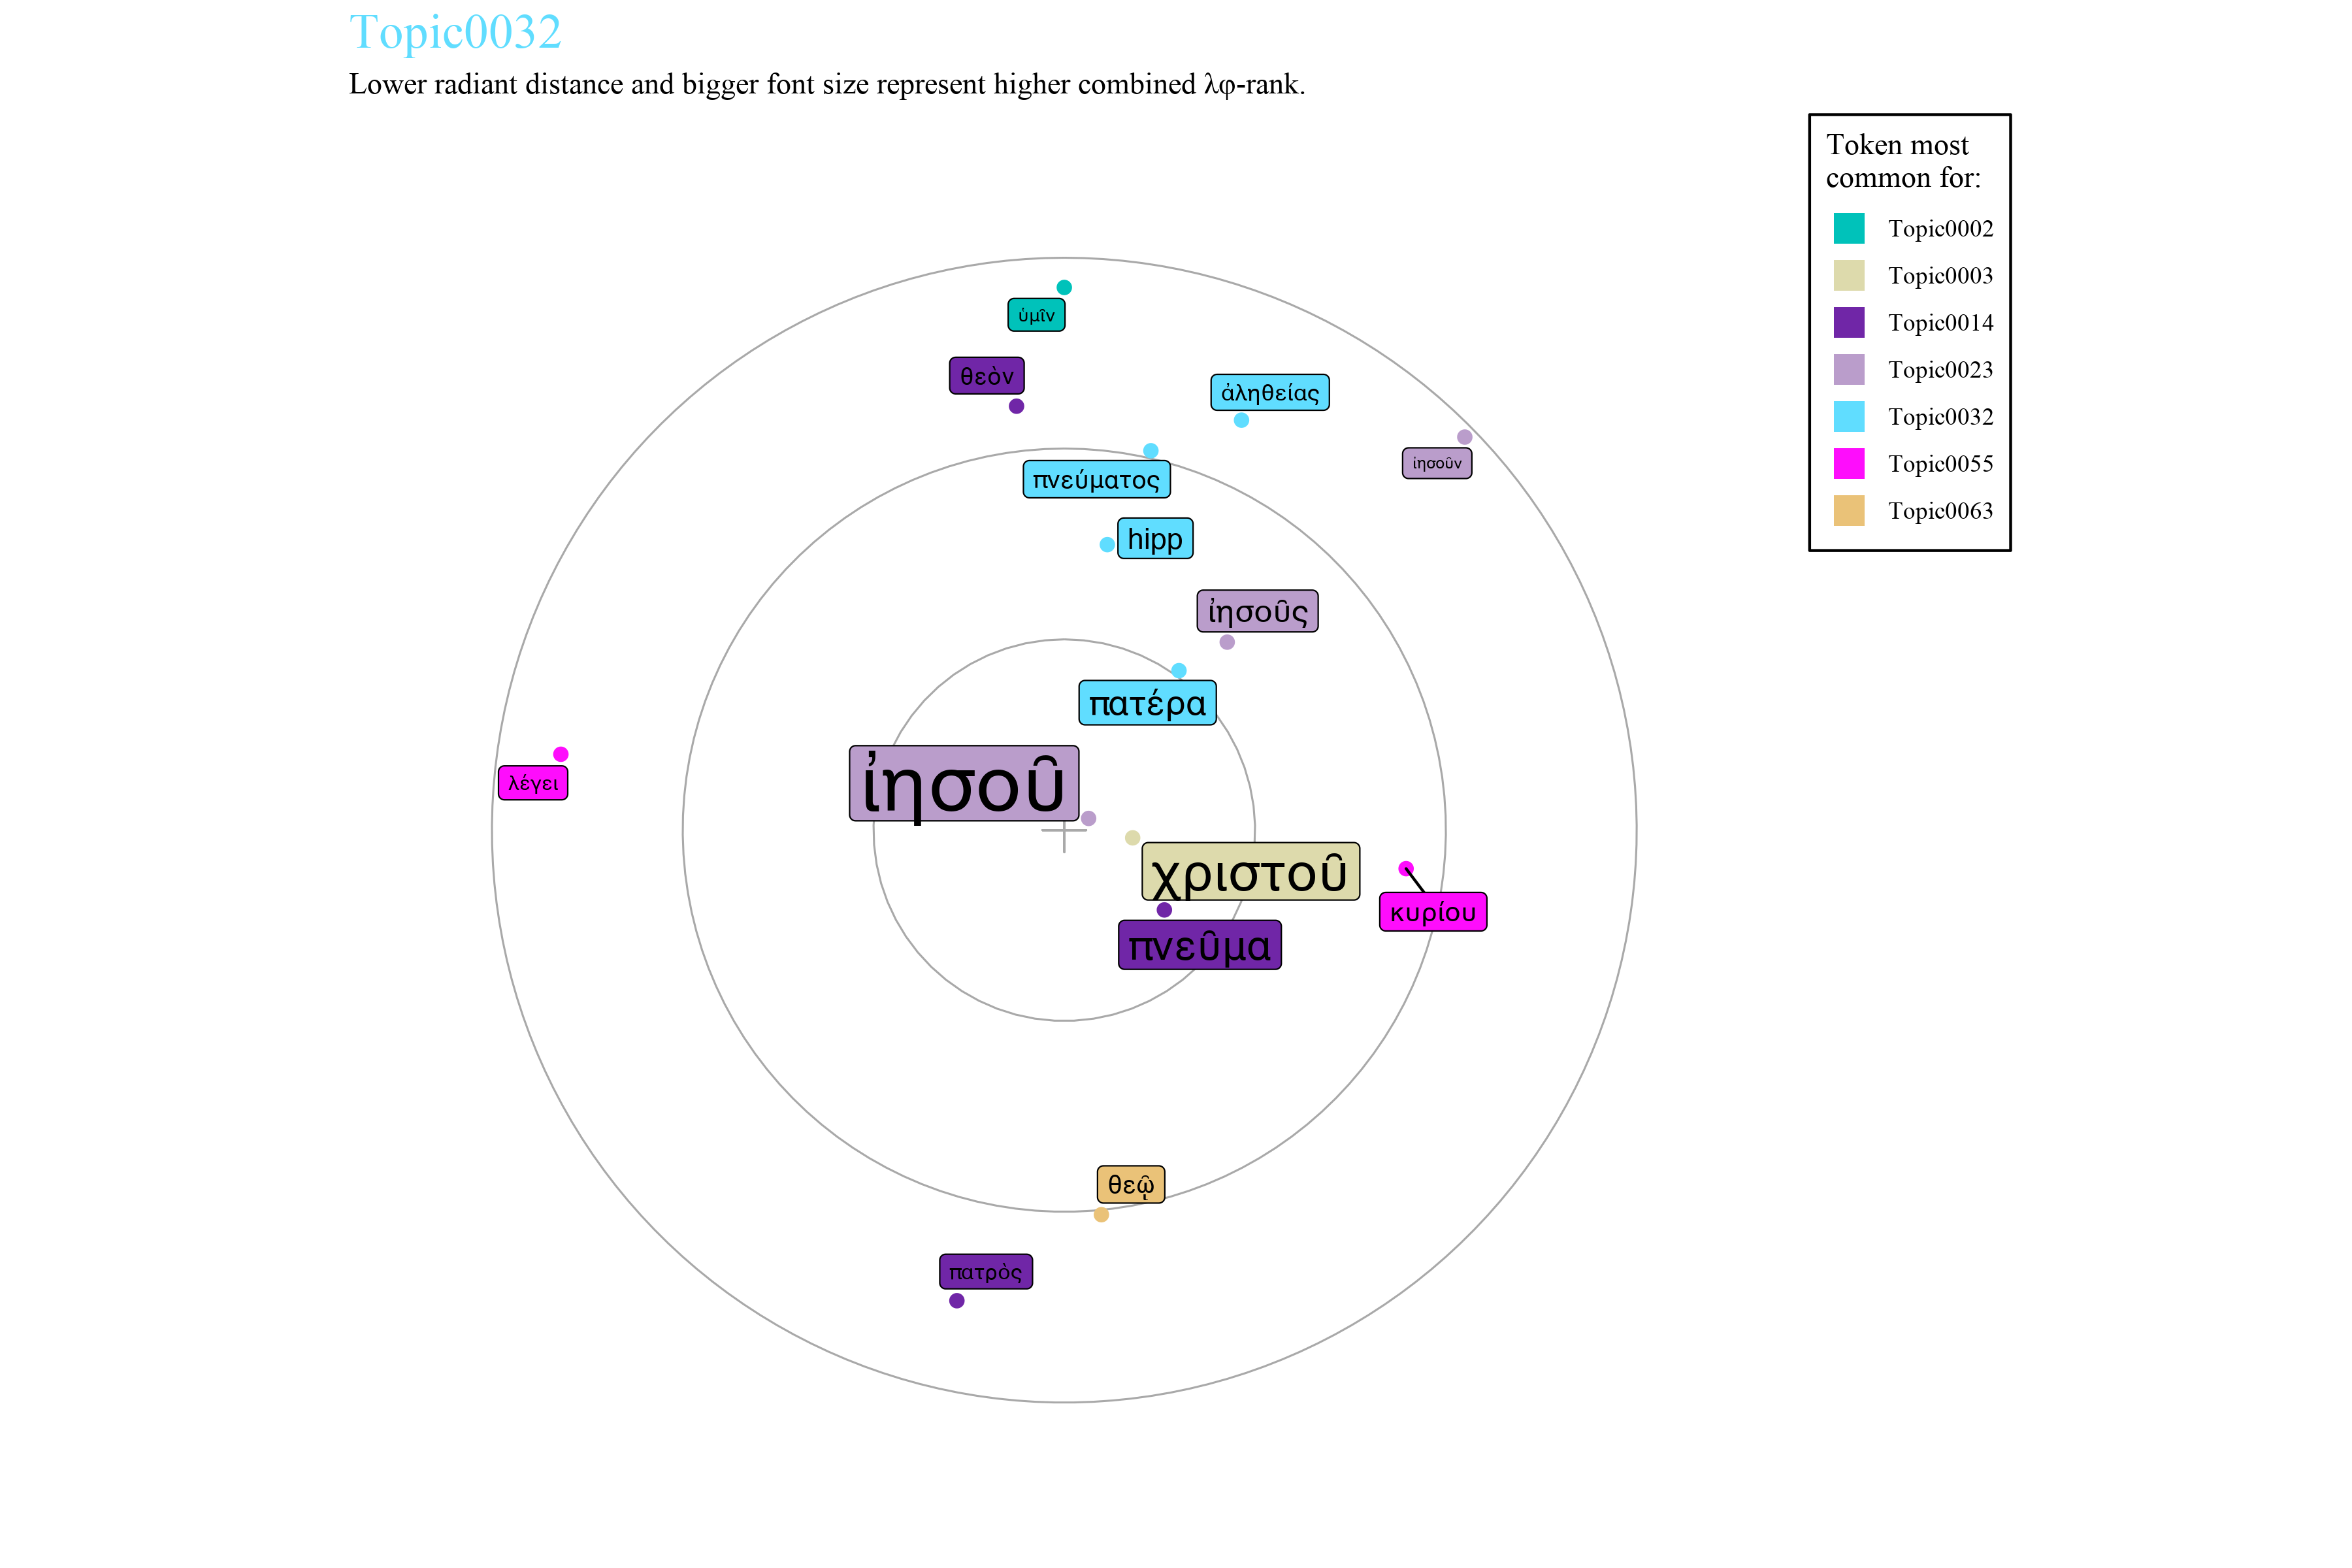 Topic0032
Lower radiant distance and bigger font size represent higher combined λφ-rank.
Token most
common for:
Topic0002
Topic0003
Topic0014
Topic0023
Topic0032
Topic0055
Topic0063
ὑμῖν
θεὸν
ἀληθείας
ἰησοῦν
πνεύματος
hipp
ἰησοῦς
πατέρα
ἰησοῦ
λέγει
χριστοῦ
κυρίου
πνεῦμα
θεῷ
πατρὸς